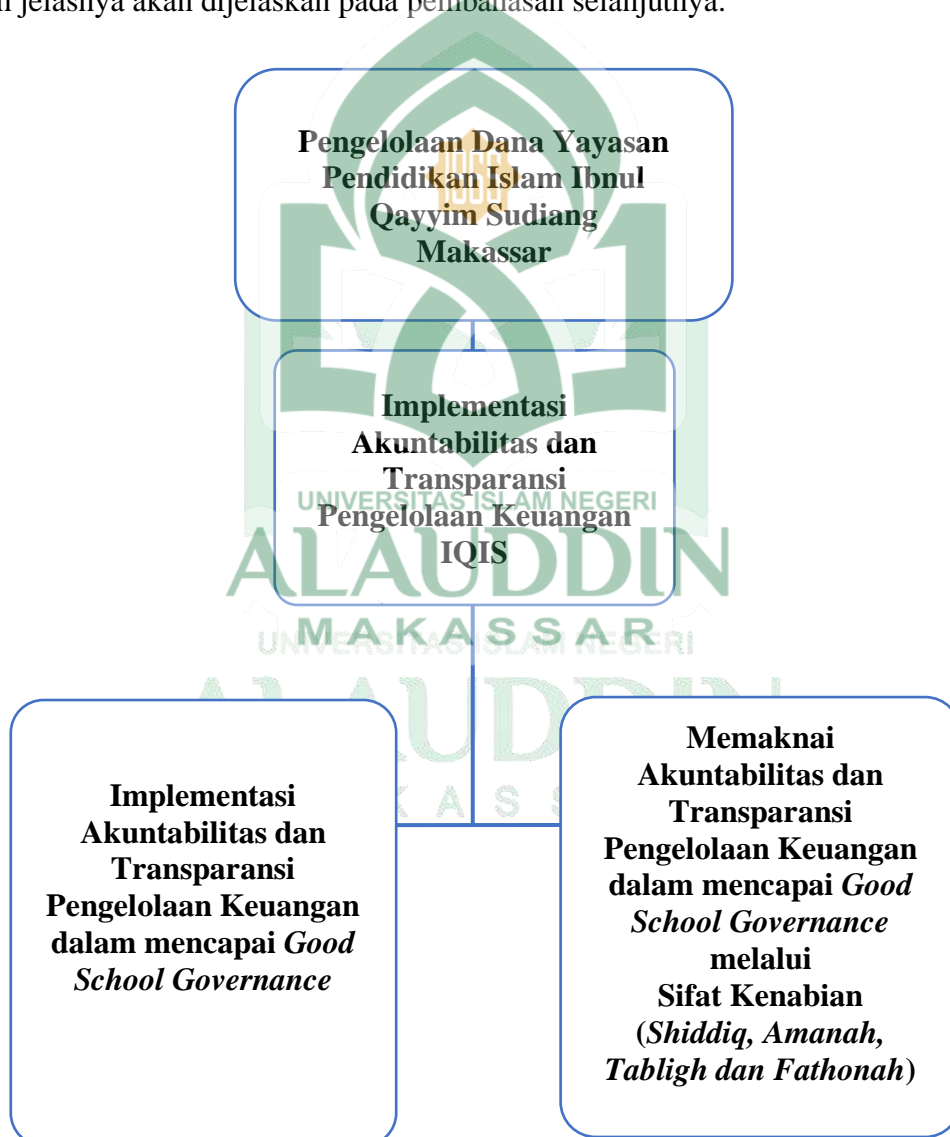 jelasnya akan dijelaskan pada pembahasan selanjutnya.
Pengelolaan Dana Yayasan
Pendidikan Islam Ibnul
Qayyim Sudiang
Makassar
Implementasi
Akuntabilitas dan
Transparansi
Pengelolaan Keuangan
IQIS
UNIVERSITAS ISLAM NEGERI
ALAUDDIN
MAKASSAR
UNIVERSITAS ISLAM NEGERI
Implementasi
Akuntabilitas dan
Transparansi
Pengelolaan Keuangan
dalam mencapai Good
School Governance
Memaknai
Akuntabilitas dan
Transparansi
Pengelolaan Keuangan
dalam mencapai Good
School Governance
melalui
Sifat Kenabian
(Shiddiq, Amanah,
Tabligh dan Fathonah)